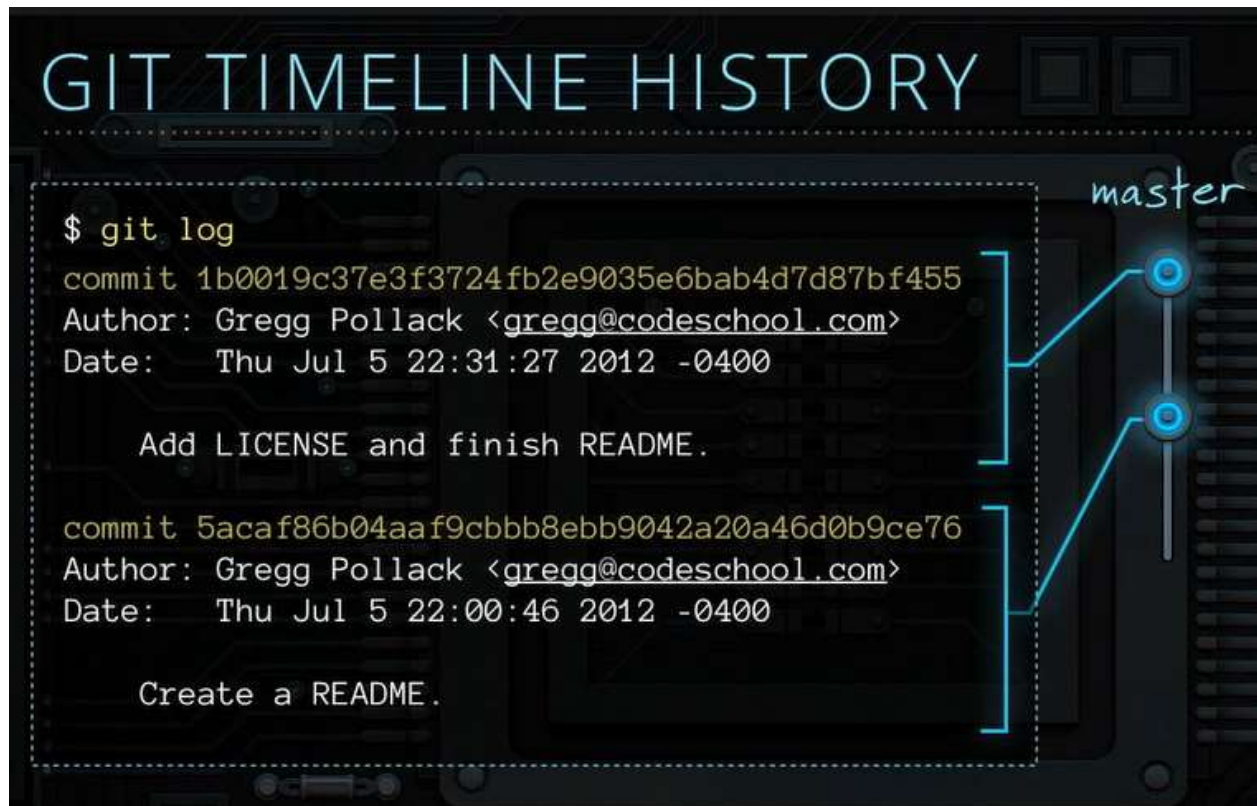 GIT TIMELINE HISTORY
master
$ git log
commit 1b0019c37e3f3724fb2e9035e6bab4d7d87bf455
Author: Gregg Pollack <gregg@codeschool.com>
Date: Thu Jul 5 22:31:27 2012 -0400
Add LICENSE and finish README.
commit 5acaf86b04aaf9cbbb8ebb9042a20a46d0b9ce76
Author: Gregg Pollack <gregg@codeschool.com>
Date: Thu Jul 5 22:00:46 2012 -0400
Create a README.